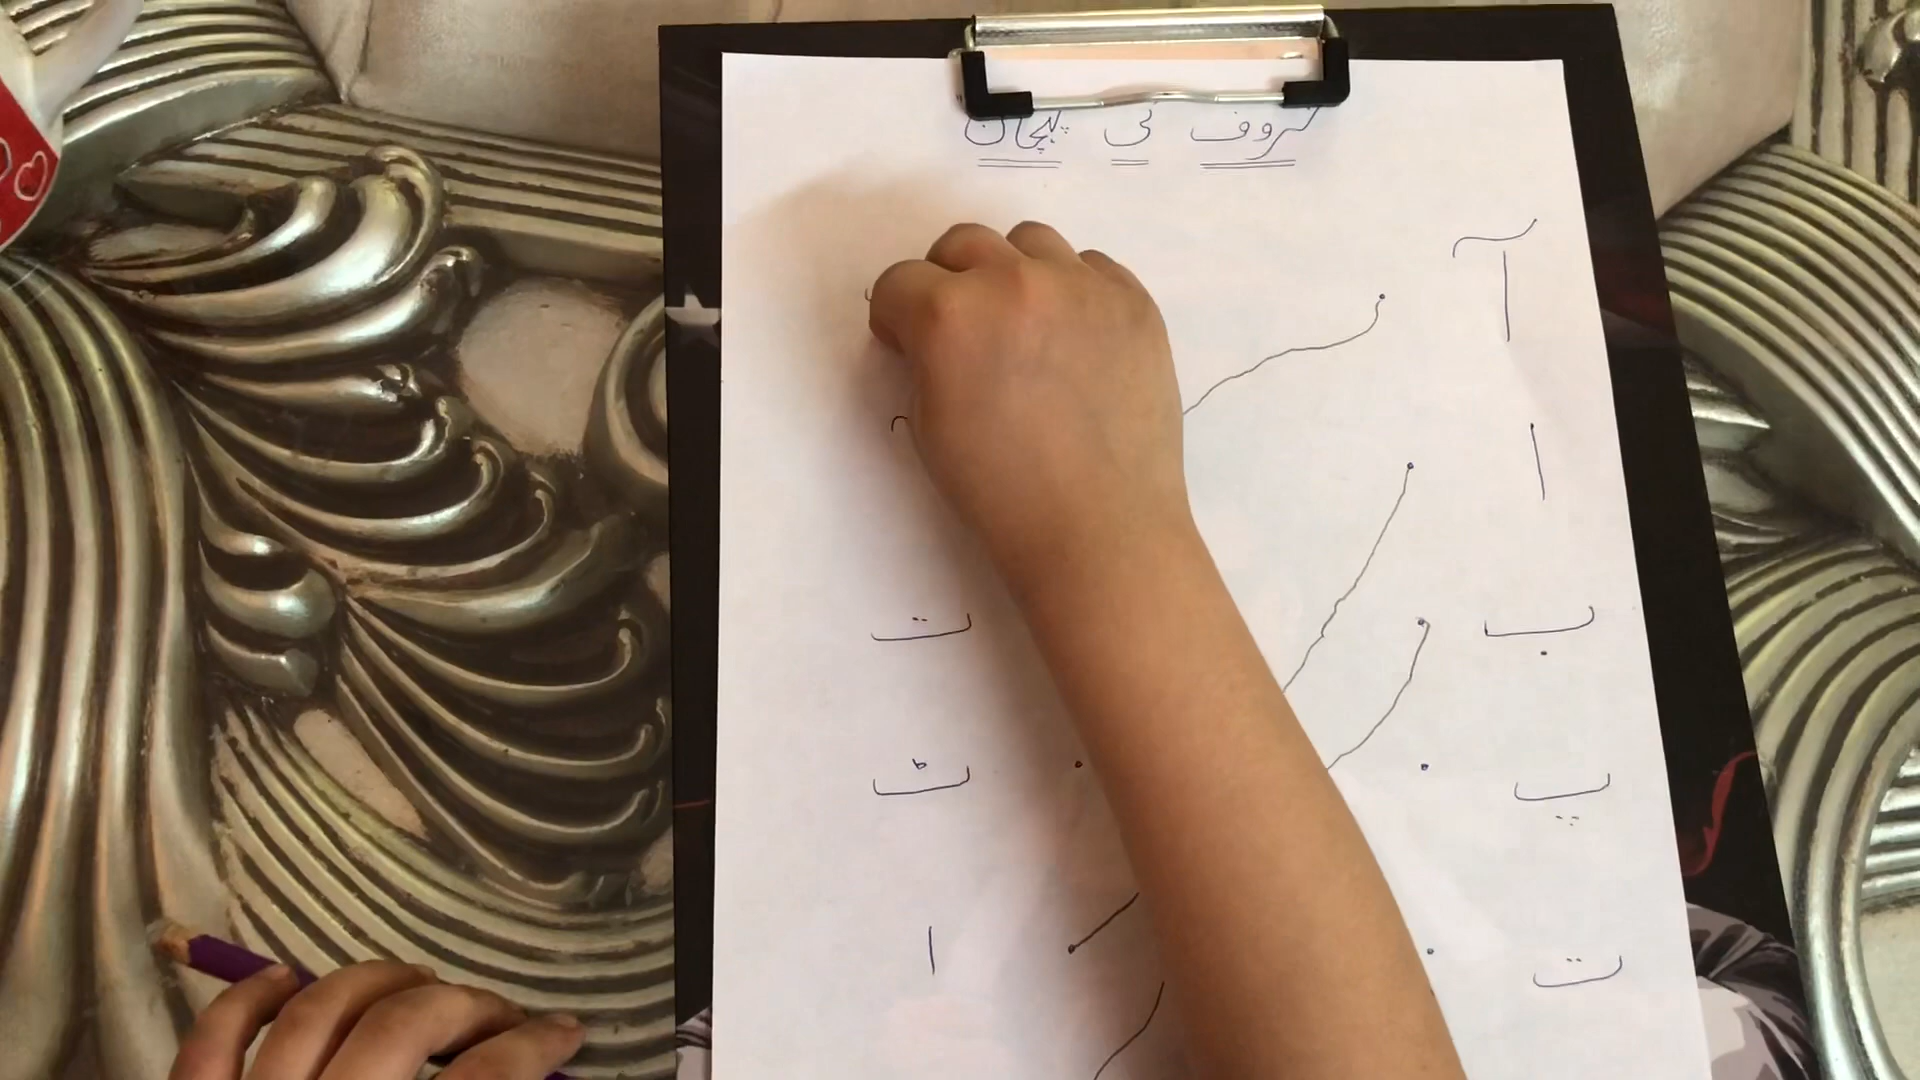 حروف کی پہچان
آ
ا
ب ت
پ ٹ
ت ا